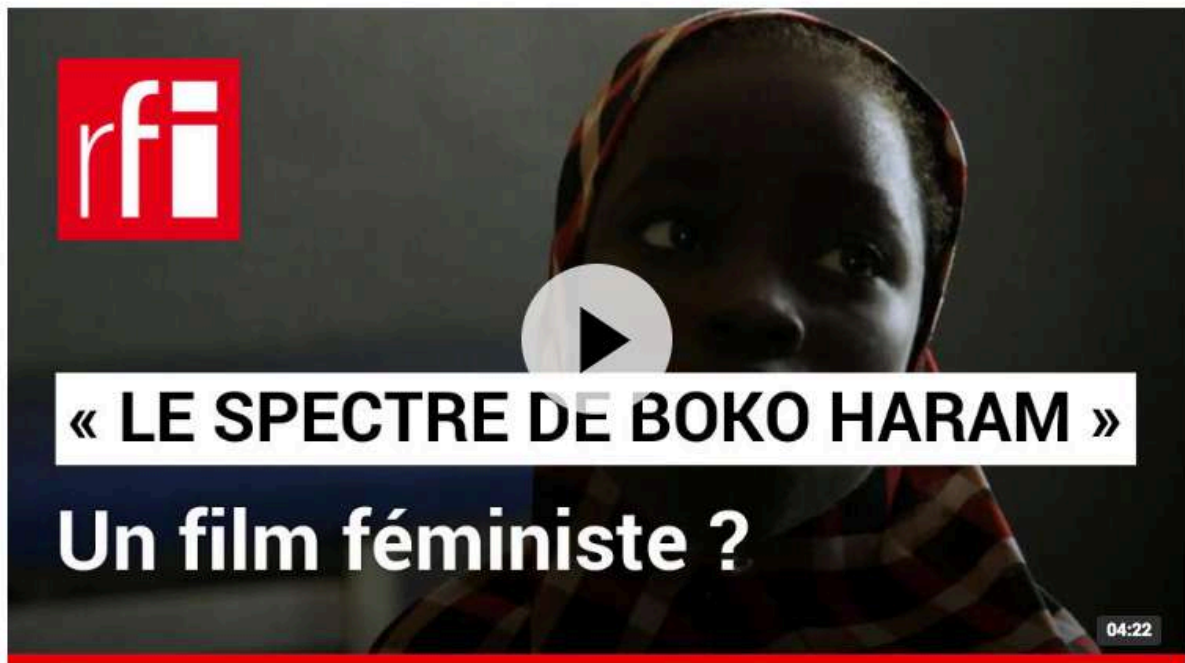 rfi
« LE SPECTRE DE BOKO HARAM »
Un film féministe ?
04:22